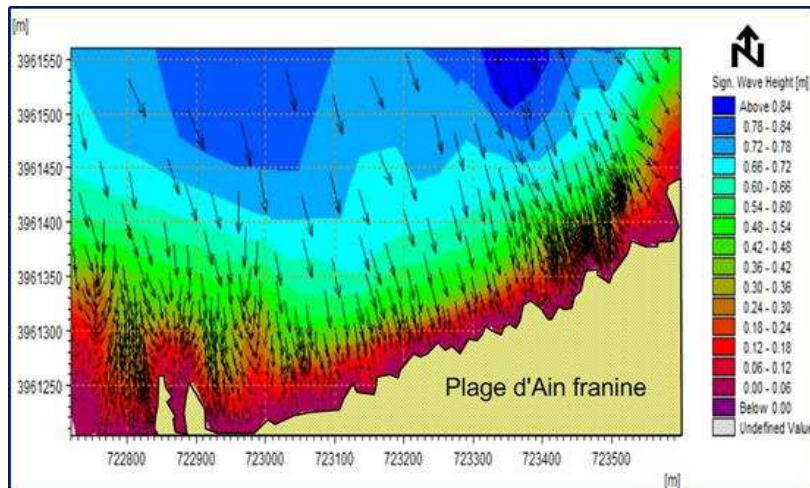 [m]
3961550
3961500
3961450
3961400
3961350
3961300
3961250
722800 722900 723000 723100 723200 723300 723400 723500
[m]
Plage d'Ain franine
N
Sign. Wave Height [m]
Above 0.84
0.78 - 0.84
0.72 - 0.78
0.66 - 0.72
0.60 - 0.66
0.54 - 0.60
0.48 - 0.54
0.42 - 0.48
0.36 - 0.42
0.30 - 0.36
0.24 - 0.30
0.18 - 0.24
0.12 - 0.18
0.06 - 0.12
0.00 - 0.06
Below 0.00
Undefined Value